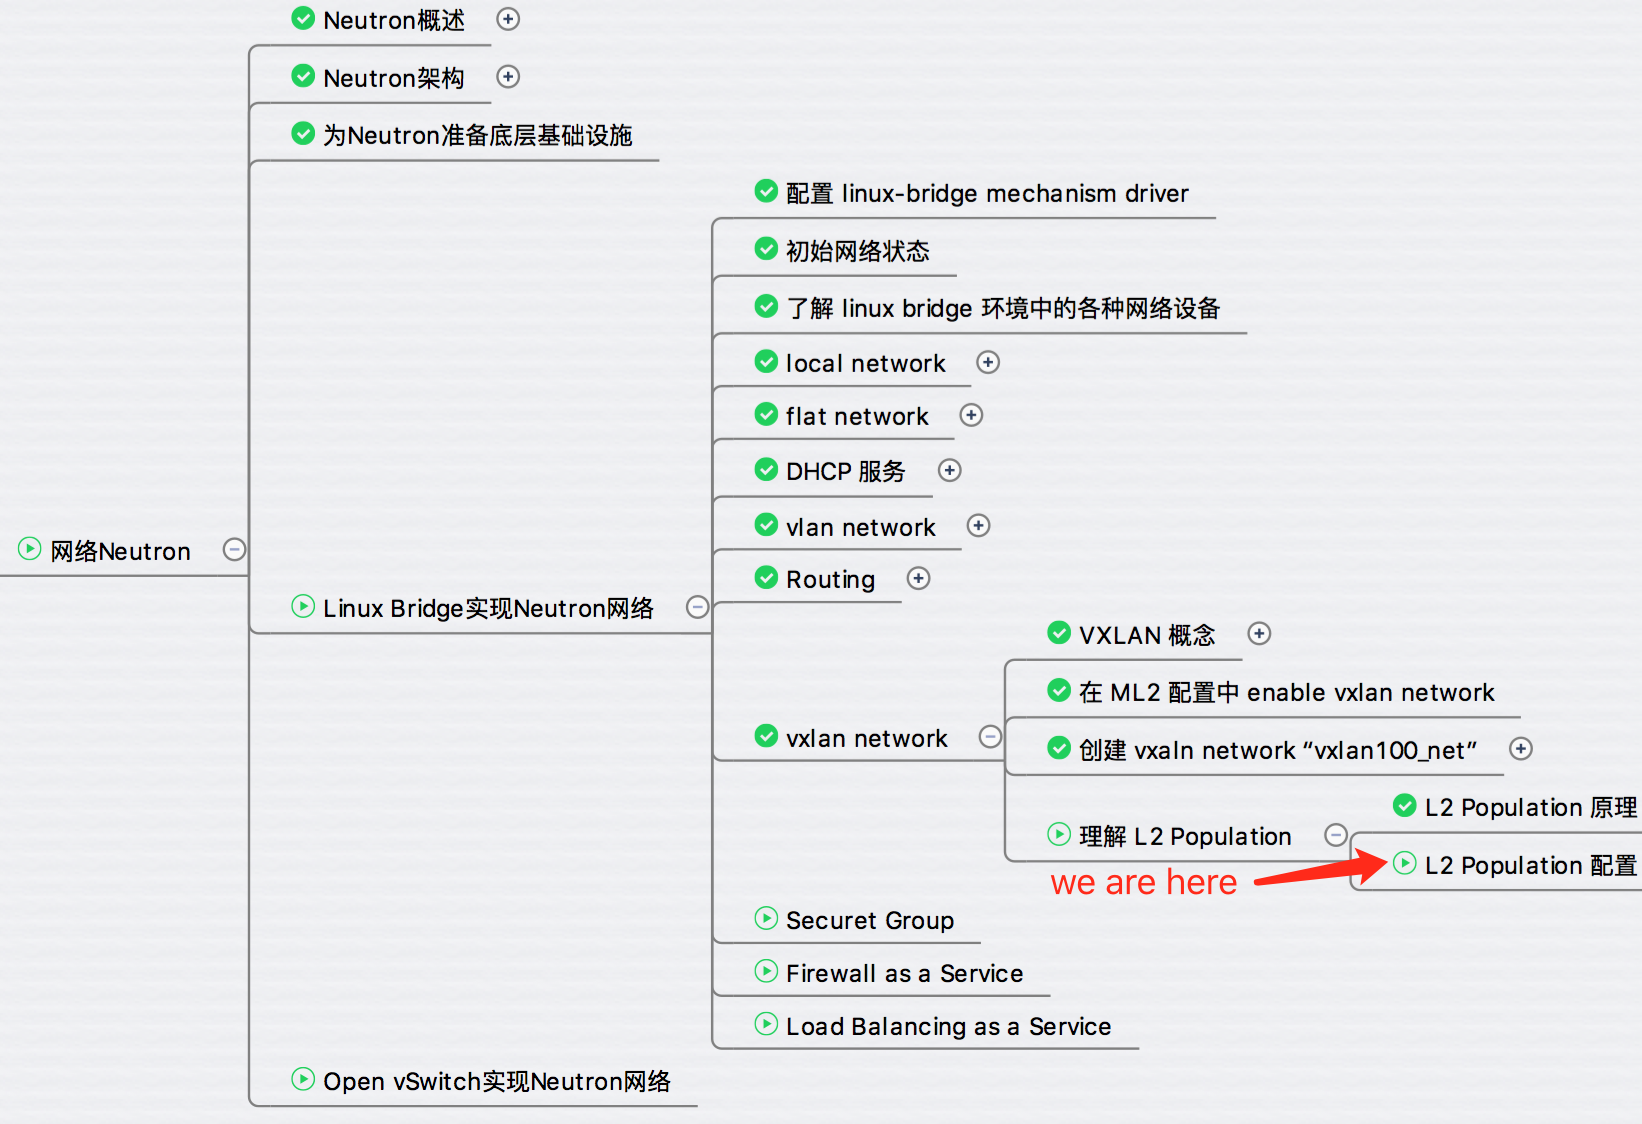 Neutron概述
Neutron架构
为Neutron准备底层基础设施
配置 linux-bridge mechanism driver
初始网络状态
了解 linux bridge 环境中的各种网络设备
local network
flat network
DHCP 服务
vlan network
网络Neutron
Routing
Linux Bridge实现Neutron网络
VXLAN 概念
在 ML2 配置中 enable vxlan network
vxlan network
创建 vxaln network “vxlan100_net”
L2 Population 原理
理解 L2 Population
L2 Population 配置
we are here
Securet Group
Firewall as a Service
Load Balancing as a Service
Open vSwitch实现Neutron网络